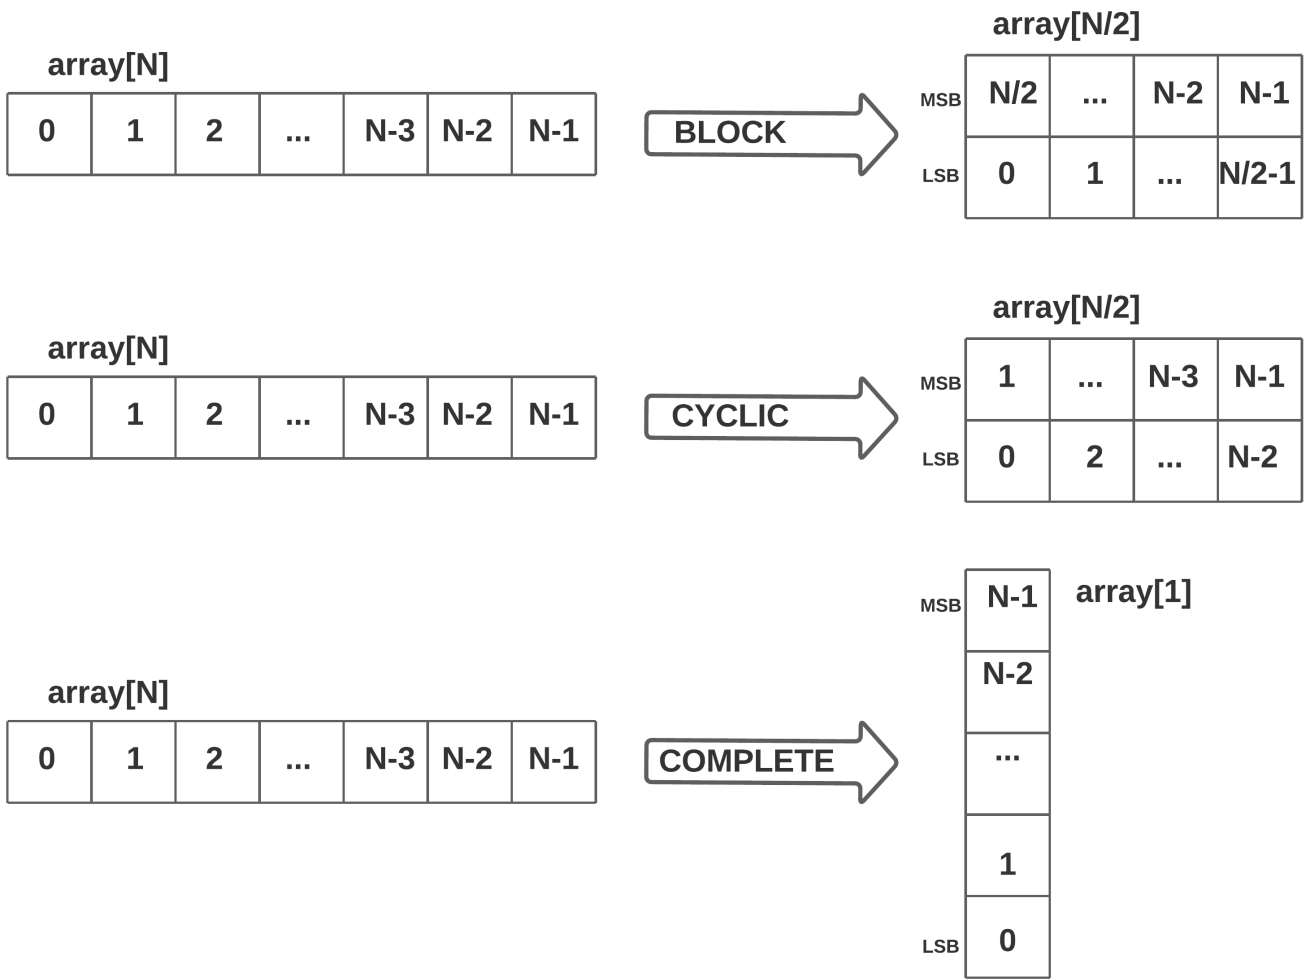 array[N/2]
array[N]
MSB N/2 ... N-2 N-1
0 1 2 ... N-3 N-2 N-1
BLOCK
LSB 0 1 ... N/2-1
array[N/2]
array[N]
MSB 1 ... N-3 N-1
0 1 2 ... N-3 N-2 N-1
CYCLIC
LSB 0 2 ... N-2
array[1]
MSB N-1
N-2
array[N]
...
0 1 2 ... N-3 N-2 N-1
COMPLETE
1
LSB 0